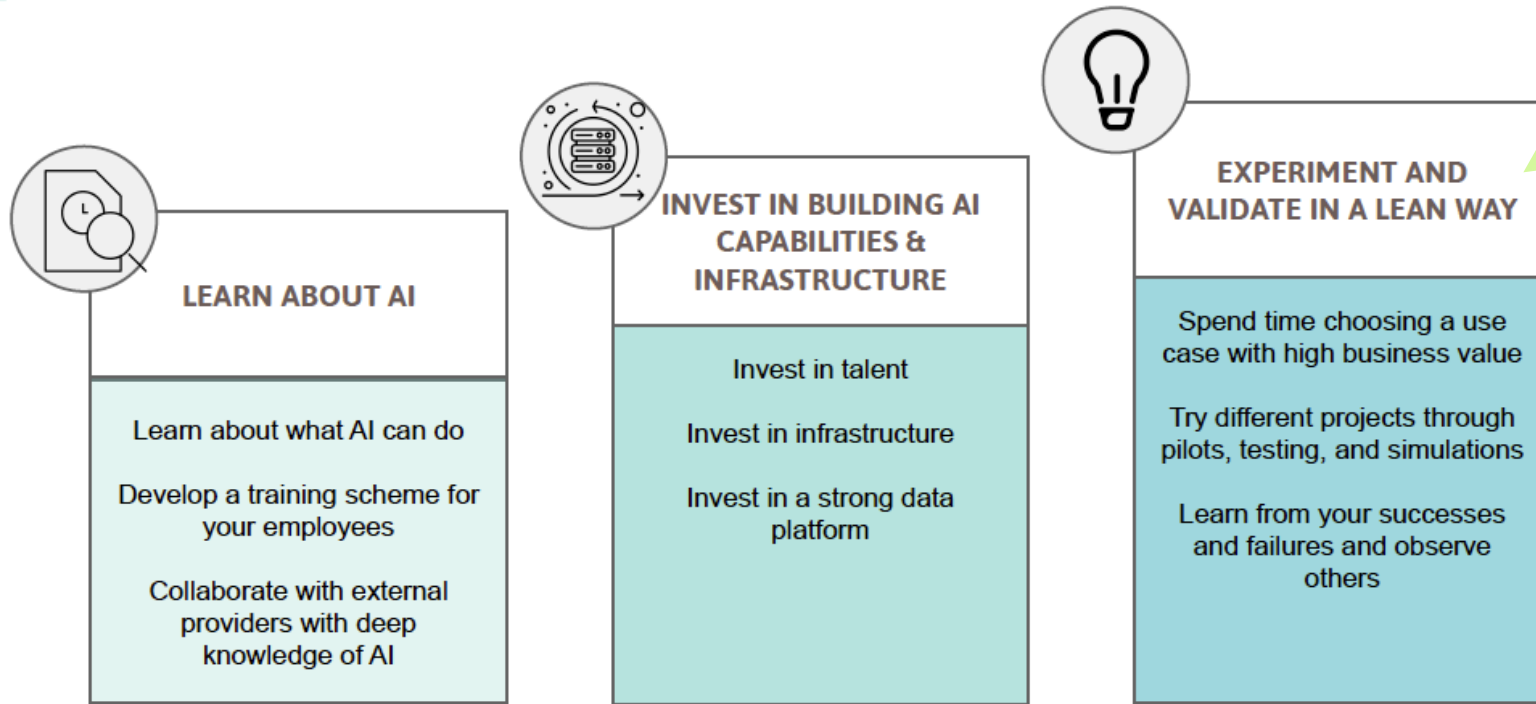 LEARN ABOUT AI
Learn about what AI can do
Develop a training scheme for
your employees
Collaborate with external
providers with deep
knowledge of AI
INVEST IN BUILDING AI
CAPABILITIES &
INFRASTRUCTURE
Invest in talent
Invest in infrastructure
Invest in a strong data
platform
EXPERIMENT AND
VALIDATE IN A LEAN WAY
Spend time choosing a use
case with high business value
Try different projects through
pilots, testing, and simulations
Learn from your successes
and failures and observe
others